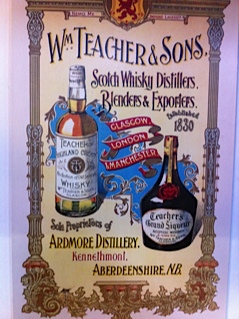 Wm TEACHER & SONS.
Scotch Whisky Distillers.
Blenders & Exporters.
Established
1830
GLASGOW
LONDON
MANCHESTER
TEACHER'S
HIGHLAND CREAM
WHISKY
Teacher's
Grand Liqueur
Sole Proprietors of
ARDMORE DISTILLERY.
Kennethmont,
ABERDEENSHIRE, N.B.